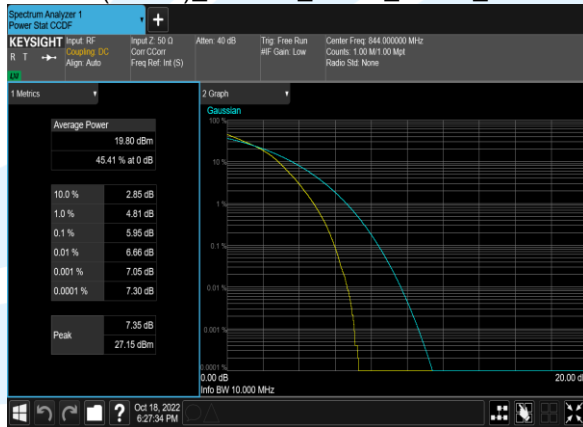 Spectrum Analyzer 1
Power Stat CCDF
KEYSIGHT
R T
LXI
Input: RF
Coupling: DC
Align: Auto
Input Z: 50 Ω
Corr CCorr
Freq Ref: Int (S)
Atten: 40 dB
Trig: Free Run
#IF Gain: Low
Center Freq: 844.000000 MHz
Counts: 1.00 M/1.00 Mpt
Radio Std: None
1 Metrics
Average Power
19.80 dBm
45.41 % at 0 dB
10.0 % 2.85 dB
1.0 % 4.81 dB
0.1 % 5.95 dB
0.01 % 6.66 dB
0.001 % 7.05 dB
0.0001 % 7.30 dB
Peak
7.35 dB
27.15 dBm
2 Graph
Gaussian
100 %
10 %
1 %
0.1 %
0.01 %
0.001 %
0.0001 %
0.00 dB
20.00 d
Info BW 10.000 MHz
?
Oct 18, 2022
6:27:34 PM